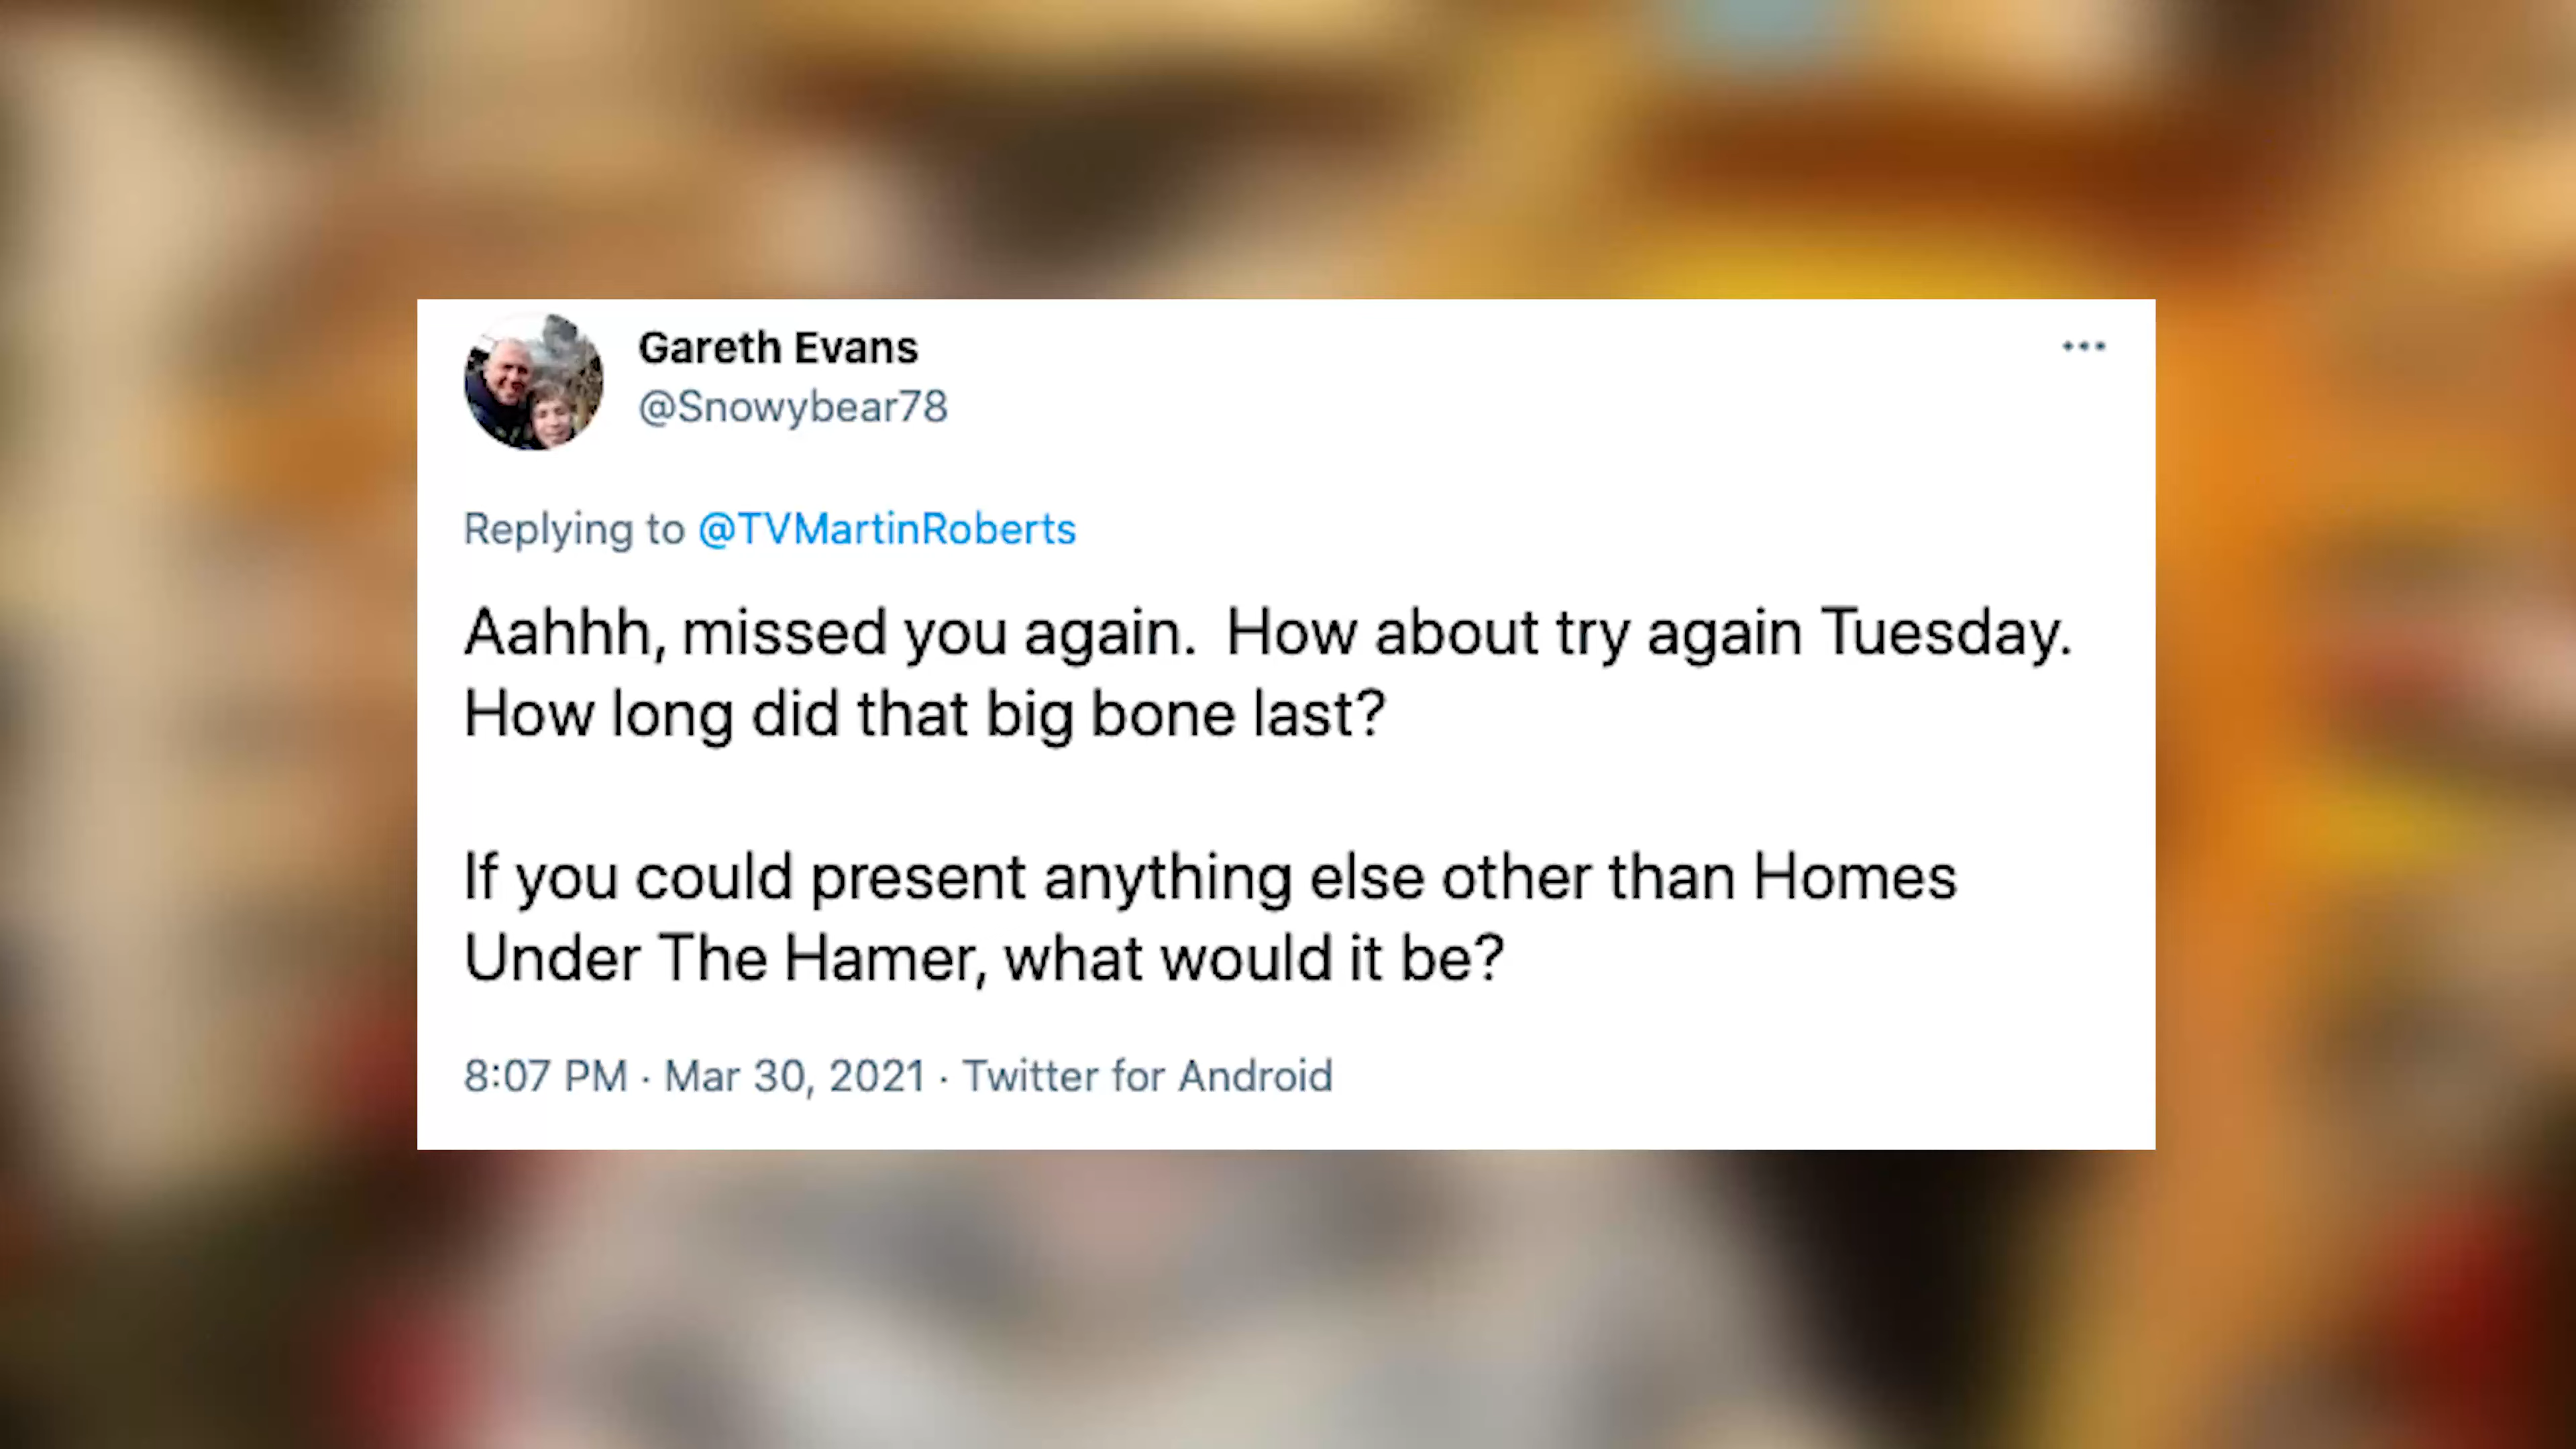 Gareth Evans
@Snowybear78
Replying to @TVMartinRoberts
Aahhh, missed you again.  How about try again Tuesday.
How long did that big bone last?
If you could present anything else other than Homes
Under The Hamer, what would it be?
8:07 PM · Mar 30, 2021 · Twitter for Android